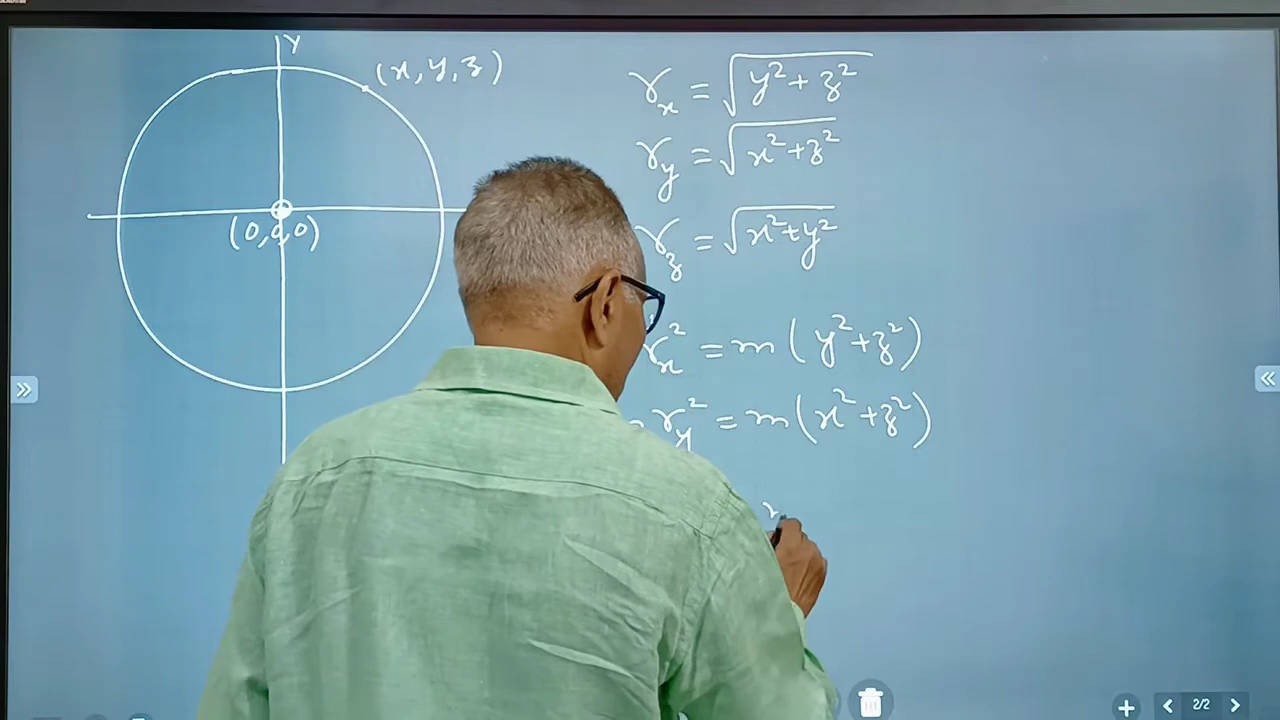 Y
(x, y, z)
(0,0,0)
r_x = √(y² + z²)
r_y = √(x² + z²)
r_z = √(x² + y²)
r_x² = m(y² + z²)
r_y² = m(x² + z²)
2/2